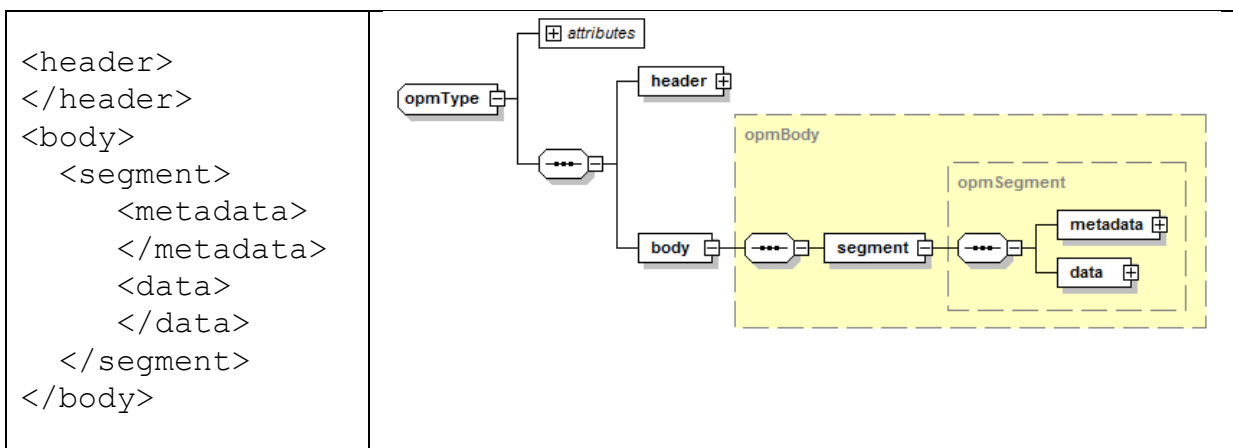 <header>
</header>
<body>
<segment>
<metadata>
</metadata>
<data>
</data>
</segment>
</body>
attributes
opmType
header
opmBody
opmSegment
metadata
body
segment
data